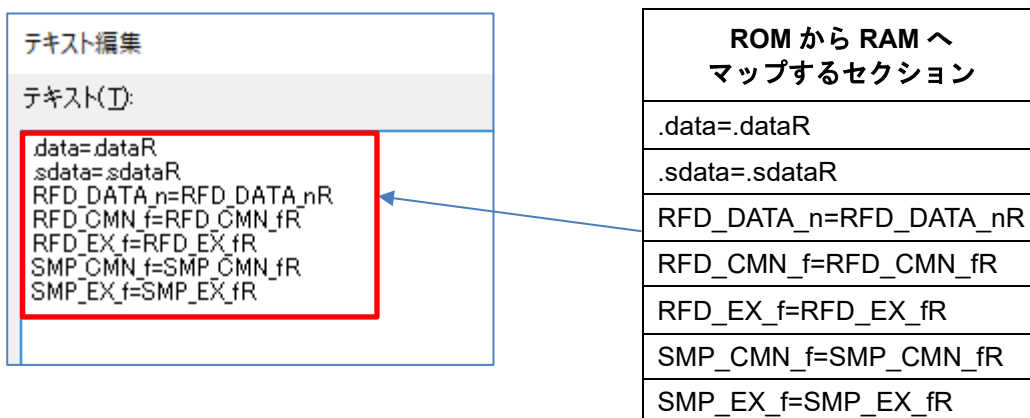 テキスト編集
テキスト(T):
.data=.dataR
.sdata=.sdataR
RFD_DATA_n=RFD_DATA_nR
RFD_CMN_f=RFD_CMN_fR
RFD_EX_f=RFD_EX_fR
SMP_CMN_f=SMP_CMN_fR
SMP_EX_f=SMP_EX_fR
ROM から RAM へ
マップするセクション
.data=.dataR
.sdata=.sdataR
RFD_DATA_n=RFD_DATA_nR
RFD_CMN_f=RFD_CMN_fR
RFD_EX_f=RFD_EX_fR
SMP_CMN_f=SMP_CMN_fR
SMP_EX_f=SMP_EX_fR